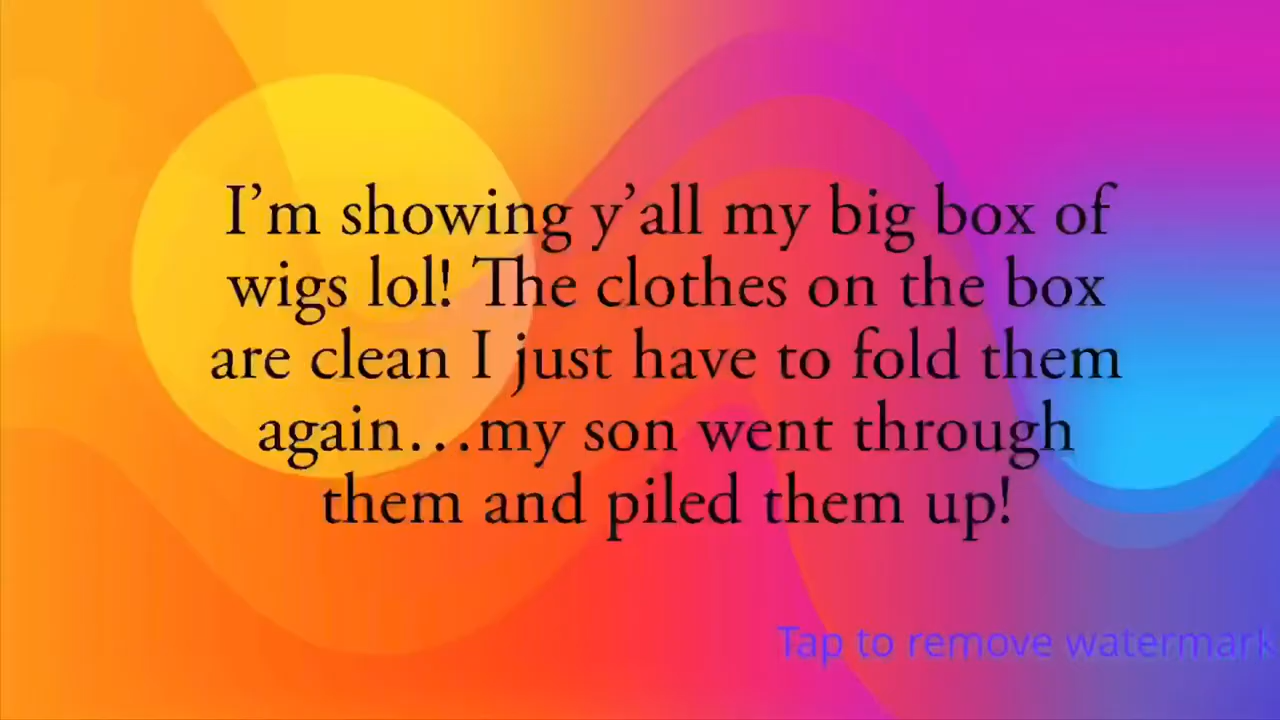 I’m showing y’all my big box of
wigs lol! The clothes on the box
are clean I just have to fold them
again…my son went through
them and piled them up!
Tap to remove watermark